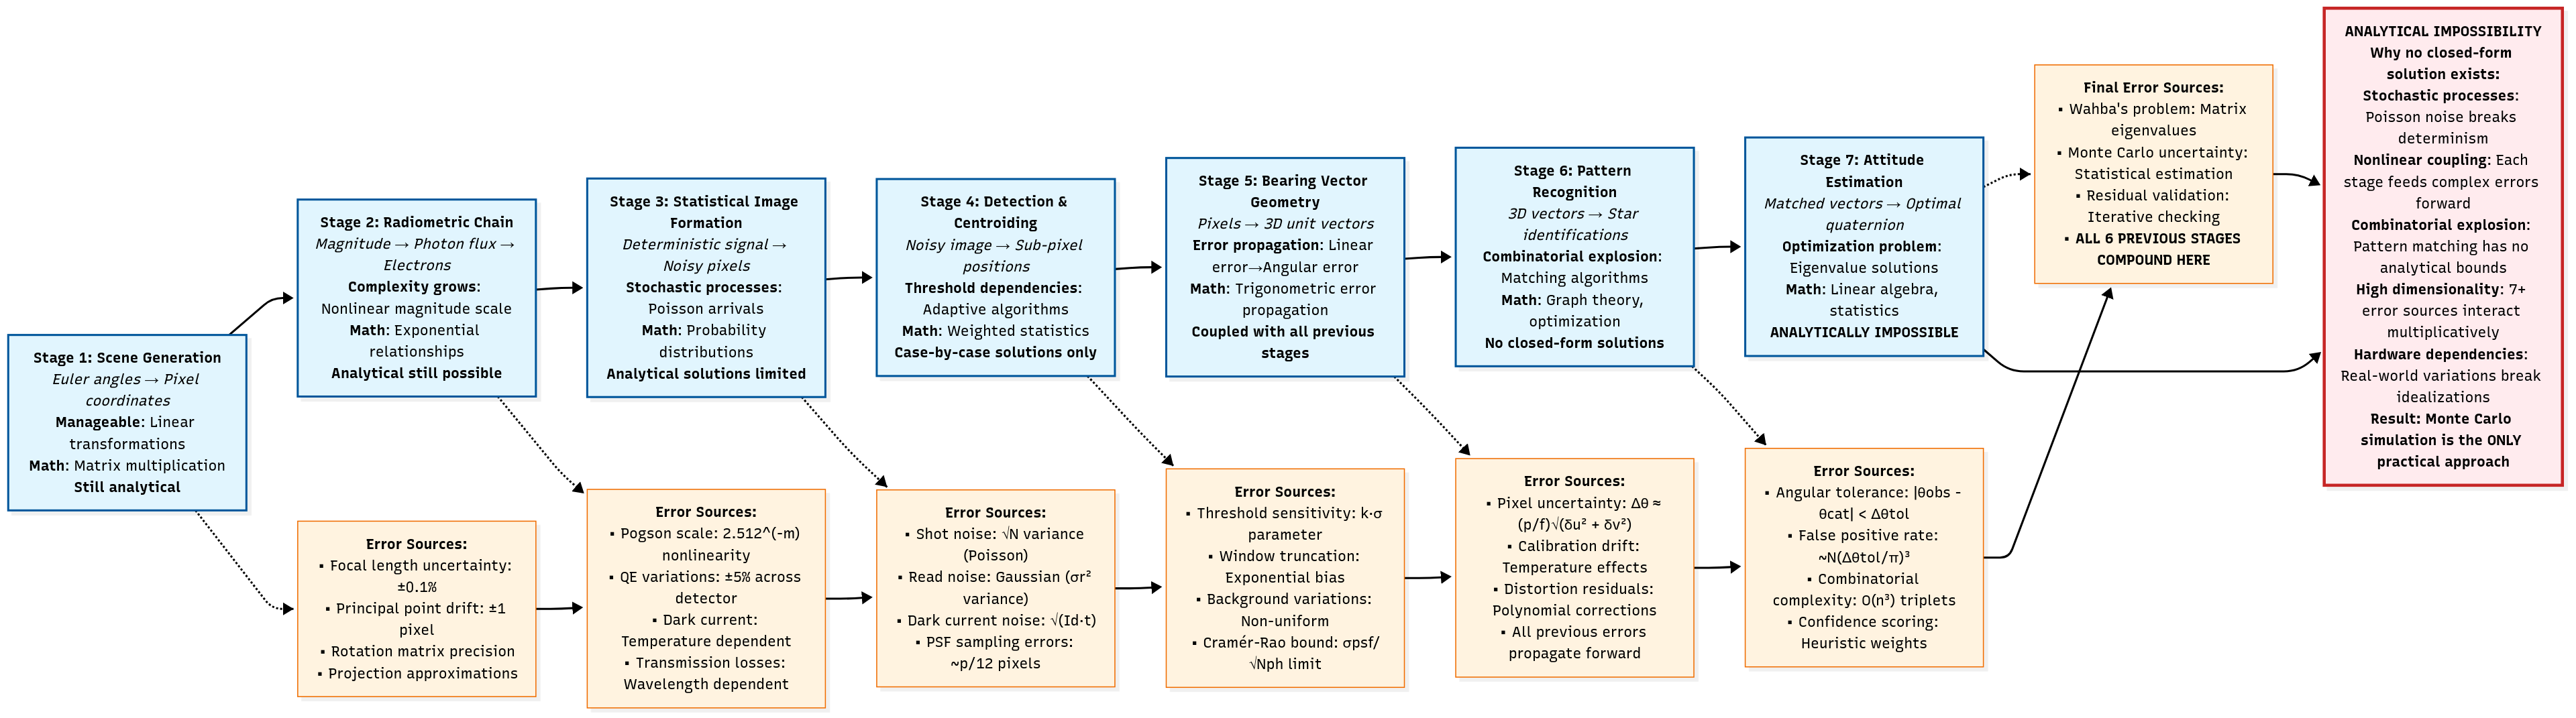 Stage 1: Scene Generation
Euler angles → Pixel
coordinates
Manageable: Linear
transformations
Math: Matrix multiplication
Still analytical
Stage 2: Radiometric Chain
Magnitude → Photon flux →
Electrons
Complexity grows:
Nonlinear magnitude scale
Math: Exponential
relationships
Analytical still possible
Stage 3: Statistical Image
Formation
Deterministic signal →
Noisy pixels
Stochastic processes:
Poisson arrivals
Math: Probability
distributions
Analytical solutions limited
Stage 4: Detection &
Centroiding
Noisy image → Sub-pixel
positions
Threshold dependencies:
Adaptive algorithms
Math: Weighted statistics
Case-by-case solutions only
Stage 5: Bearing Vector
Geometry
Pixels → 3D unit vectors
Error propagation: Linear
error→Angular error
Math: Trigonometric error
propagation
Coupled with all previous
stages
Stage 6: Pattern
Recognition
3D vectors → Star
identifications
Combinatorial explosion:
Matching algorithms
Math: Graph theory,
optimization
No closed-form solutions
Stage 7: Attitude
Estimation
Matched vectors → Optimal
quaternion
Optimization problem:
Eigenvalue solutions
Math: Linear algebra,
statistics
ANALYTICALLY IMPOSSIBLE
Final Error Sources:
▪ Wahba's problem: Matrix
eigenvalues
▪ Monte Carlo uncertainty:
Statistical estimation
▪ Residual validation:
Iterative checking
▪ ALL 6 PREVIOUS STAGES
COMPOUND HERE
ANALYTICAL IMPOSSIBILITY
Why no closed-form
solution exists:
Stochastic processes:
Poisson noise breaks
determinism
Nonlinear coupling: Each
stage feeds complex errors
forward
Combinatorial explosion:
Pattern matching has no
analytical bounds
High dimensionality: 7+
error sources interact
multiplicatively
Hardware dependencies:
Real-world variations break
idealizations
Result: Monte Carlo
simulation is the ONLY
practical approach
Error Sources:
▪ Focal length uncertainty:
±0.1%
▪ Principal point drift: ±1
pixel
▪ Rotation matrix precision
▪ Projection approximations
Error Sources:
▪ Pogson scale: 2.512^(-m)
nonlinearity
▪ QE variations: ±5% across
detector
▪ Dark current:
Temperature dependent
▪ Transmission losses:
Wavelength dependent
Error Sources:
▪ Shot noise: √N variance
(Poisson)
▪ Read noise: Gaussian (σr²
variance)
▪ Dark current noise: √(Id·t)
▪ PSF sampling errors:
~p/12 pixels
Error Sources:
▪ Threshold sensitivity: k·σ
parameter
▪ Window truncation:
Exponential bias
▪ Background variations:
Non-uniform
▪ Cramér-Rao bound: σpsf/
√Nph limit
Error Sources:
▪ Pixel uncertainty: Δθ ≈
(p/f)√(δu² + δv²)
▪ Calibration drift:
Temperature effects
▪ Distortion residuals:
Polynomial corrections
▪ All previous errors
propagate forward
Error Sources:
▪ Angular tolerance: |θobs -
θcat| < Δθtol
▪ False positive rate:
~N(Δθtol/π)³
▪ Combinatorial
complexity: O(n³) triplets
▪ Confidence scoring:
Heuristic weights